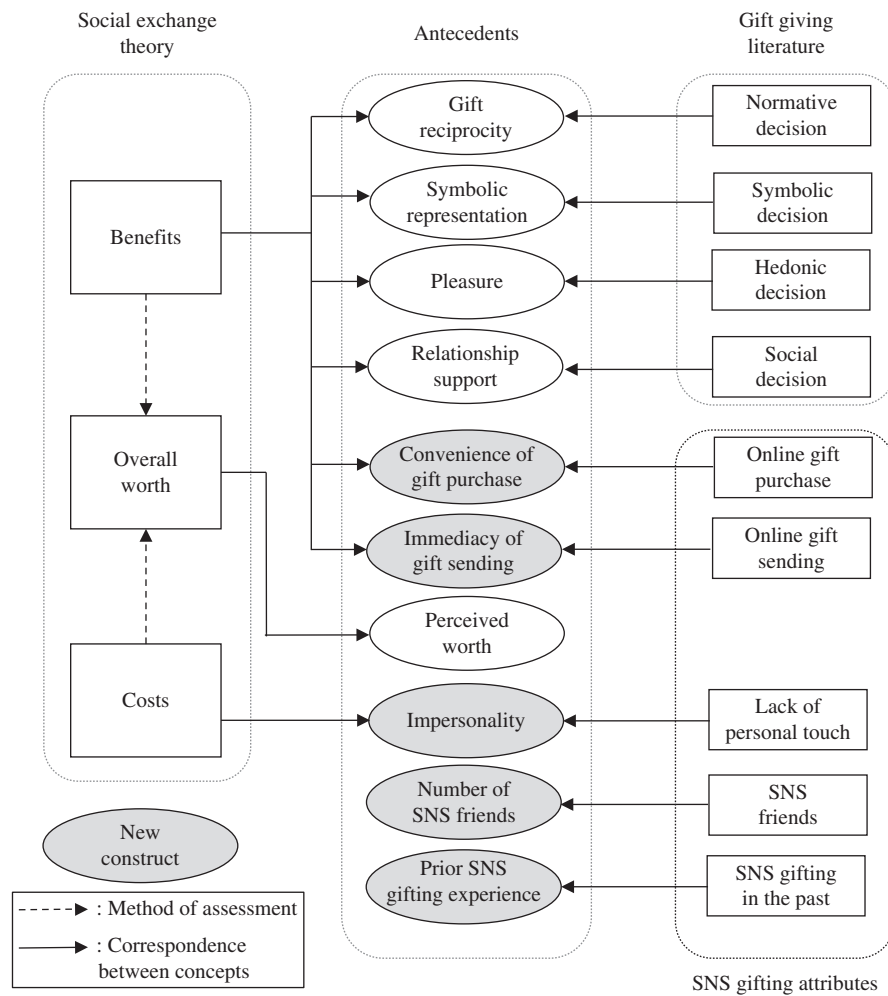 Social exchange
theory
Antecedents
Gift giving
literature
Benefits
Overall
worth
Costs
Gift
reciprocity
Symbolic
representation
Pleasure
Relationship
support
Convenience of
gift purchase
Immediacy of
gift sending
Perceived
worth
Impersonality
Number of
SNS friends
Prior SNS
gifting experience
Normative
decision
Symbolic
decision
Hedonic
decision
Social
decision
Online gift
purchase
Online gift
sending
Lack of
personal touch
SNS
friends
SNS gifting
in the past
SNS gifting attributes
New
construct
: Method of assessment
: Correspondence
between concepts